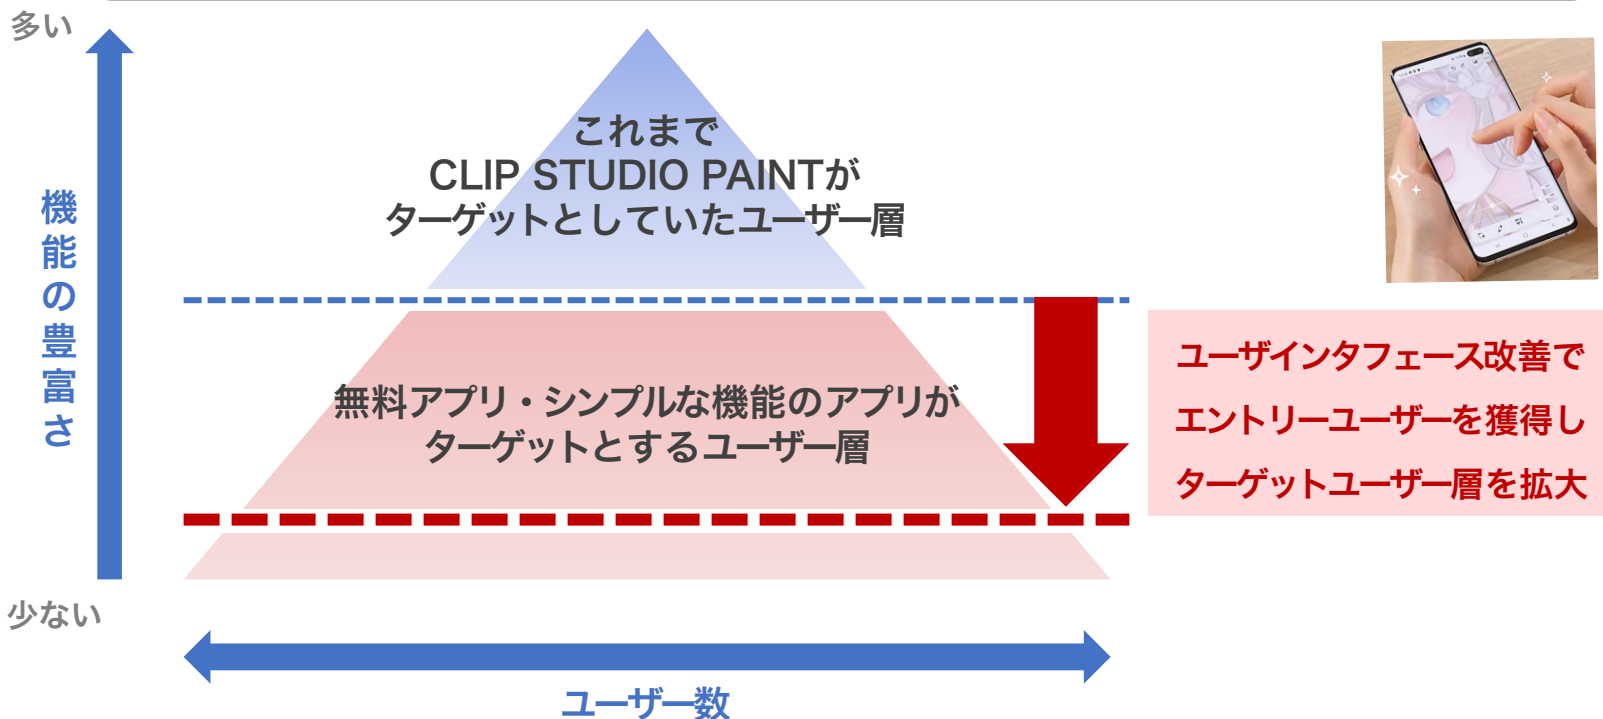 多い
機能の豊富さ
少ない
これまで
CLIP STUDIO PAINTが
ターゲットとしていたユーザー層
無料アプリ・シンプルな機能のアプリが
ターゲットとするユーザー層
ユーザインタフェース改善で
エントリーユーザーを獲得し
ターゲットユーザー層を拡大
ユーザー数